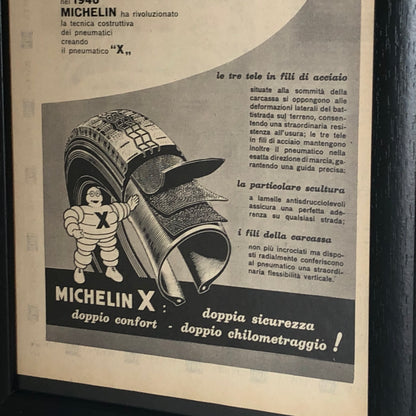 nel 1946
MICHELIN ha rivoluzionato
la tecnica costruttiva
dei pneumatici
creando
il pneumatico "X„
le tre tele in fili di acciaio
situate alla sommità della
carcassa si oppongono alle
deformazioni laterali del bat-
tistrada sul terreno, consen-
tendo una straordinaria resi-
stenza all'usura; le tre tele
in fili di acciaio mantengono
inoltre il pneumatico nella
esatta direzione di marcia, ga-
rantendo una guida precisa;
la particolare scultura
a lamelle antisdrucciolevoli
assicura una perfetta ade-
renza su qualsiasi strada;
i fili della carcassa
non più incrociati ma dispo-
sti radialmente conferiscono
al pneumatico una straordi-
naria flessibilità verticale.
X
MICHELIN X :
doppia sicurezza
doppio confort - doppio chilometraggio !